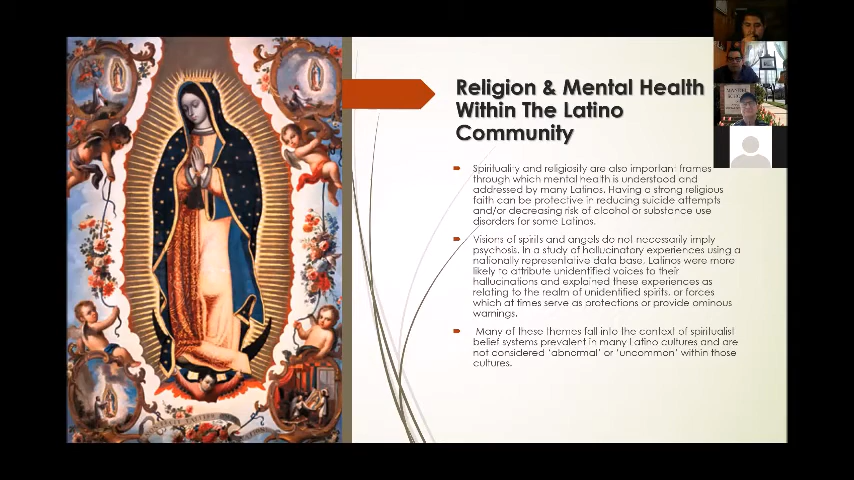 Religion & Mental Health
Within The Latino
Community
Spirituality and religiosity are also important frames
through which mental health is understood and
addressed by many Latinos. Having a strong religious
faith can be protective in reducing suicide attempts
and/or decreasing risk of alcohol or substance use
disorders for some Latinos.
Visions of spirits and angels do not necessarily imply
psychosis. In a study of hallucinatory experiences using a
nationally representative data base, Latinos were more
likely to attribute unidentified voices to their
hallucinations and explained these experiences as
relating to the realm of unidentified spirits, or forces
which at times serve as protections or provide ominous
warnings.
Many of these themes fall into the context of spiritualist
belief systems prevalent in many Latino cultures and are
not considered 'abnormal' or 'uncommon' within those
cultures.